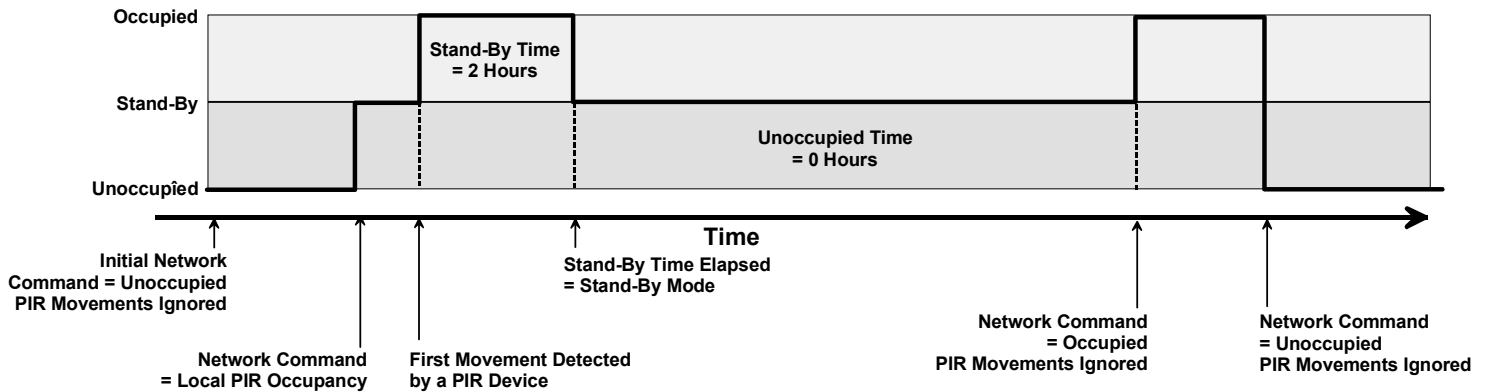 Occupied
Stand-By Time
= 2 Hours
Stand-By
Unoccupied Time
= 0 Hours
Unoccupied
Time
Initial Network
Command = Unoccupied
PIR Movements Ignored
Network Command
= Local PIR Occupancy
First Movement Detected
by a PIR Device
Stand-By Time Elapsed
= Stand-By Mode
Network Command
= Occupied
PIR Movements Ignored
Network Command
= Unoccupied
PIR Movements Ignored